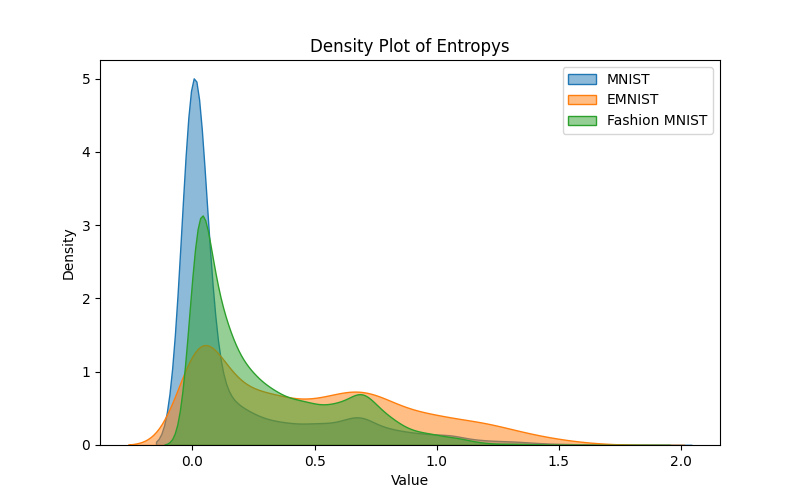 Density Plot of Entropys
MNIST
EMNIST
Fashion MNIST
Density
5
4
3
2
1
0
0.0 0.5 1.0 1.5 2.0
Value